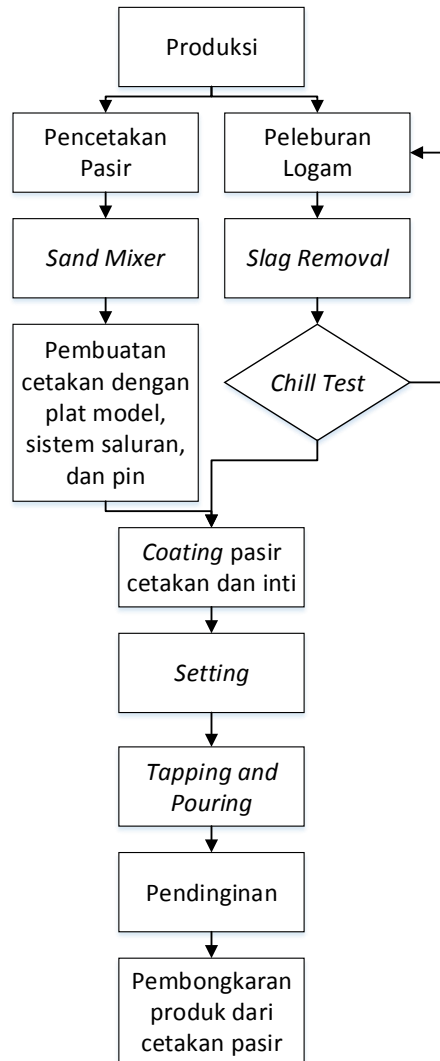 Produksi
Pencetakan
Pasir
Peleburan
Logam
Sand Mixer
Slag Removal
Pembuatan
cetakan dengan
plat model,
sistem saluran,
dan pin
Chill Test
Coating pasir
cetakan dan inti
Setting
Tapping and
Pouring
Pendinginan
Pembongkaran
produk dari
cetakan pasir